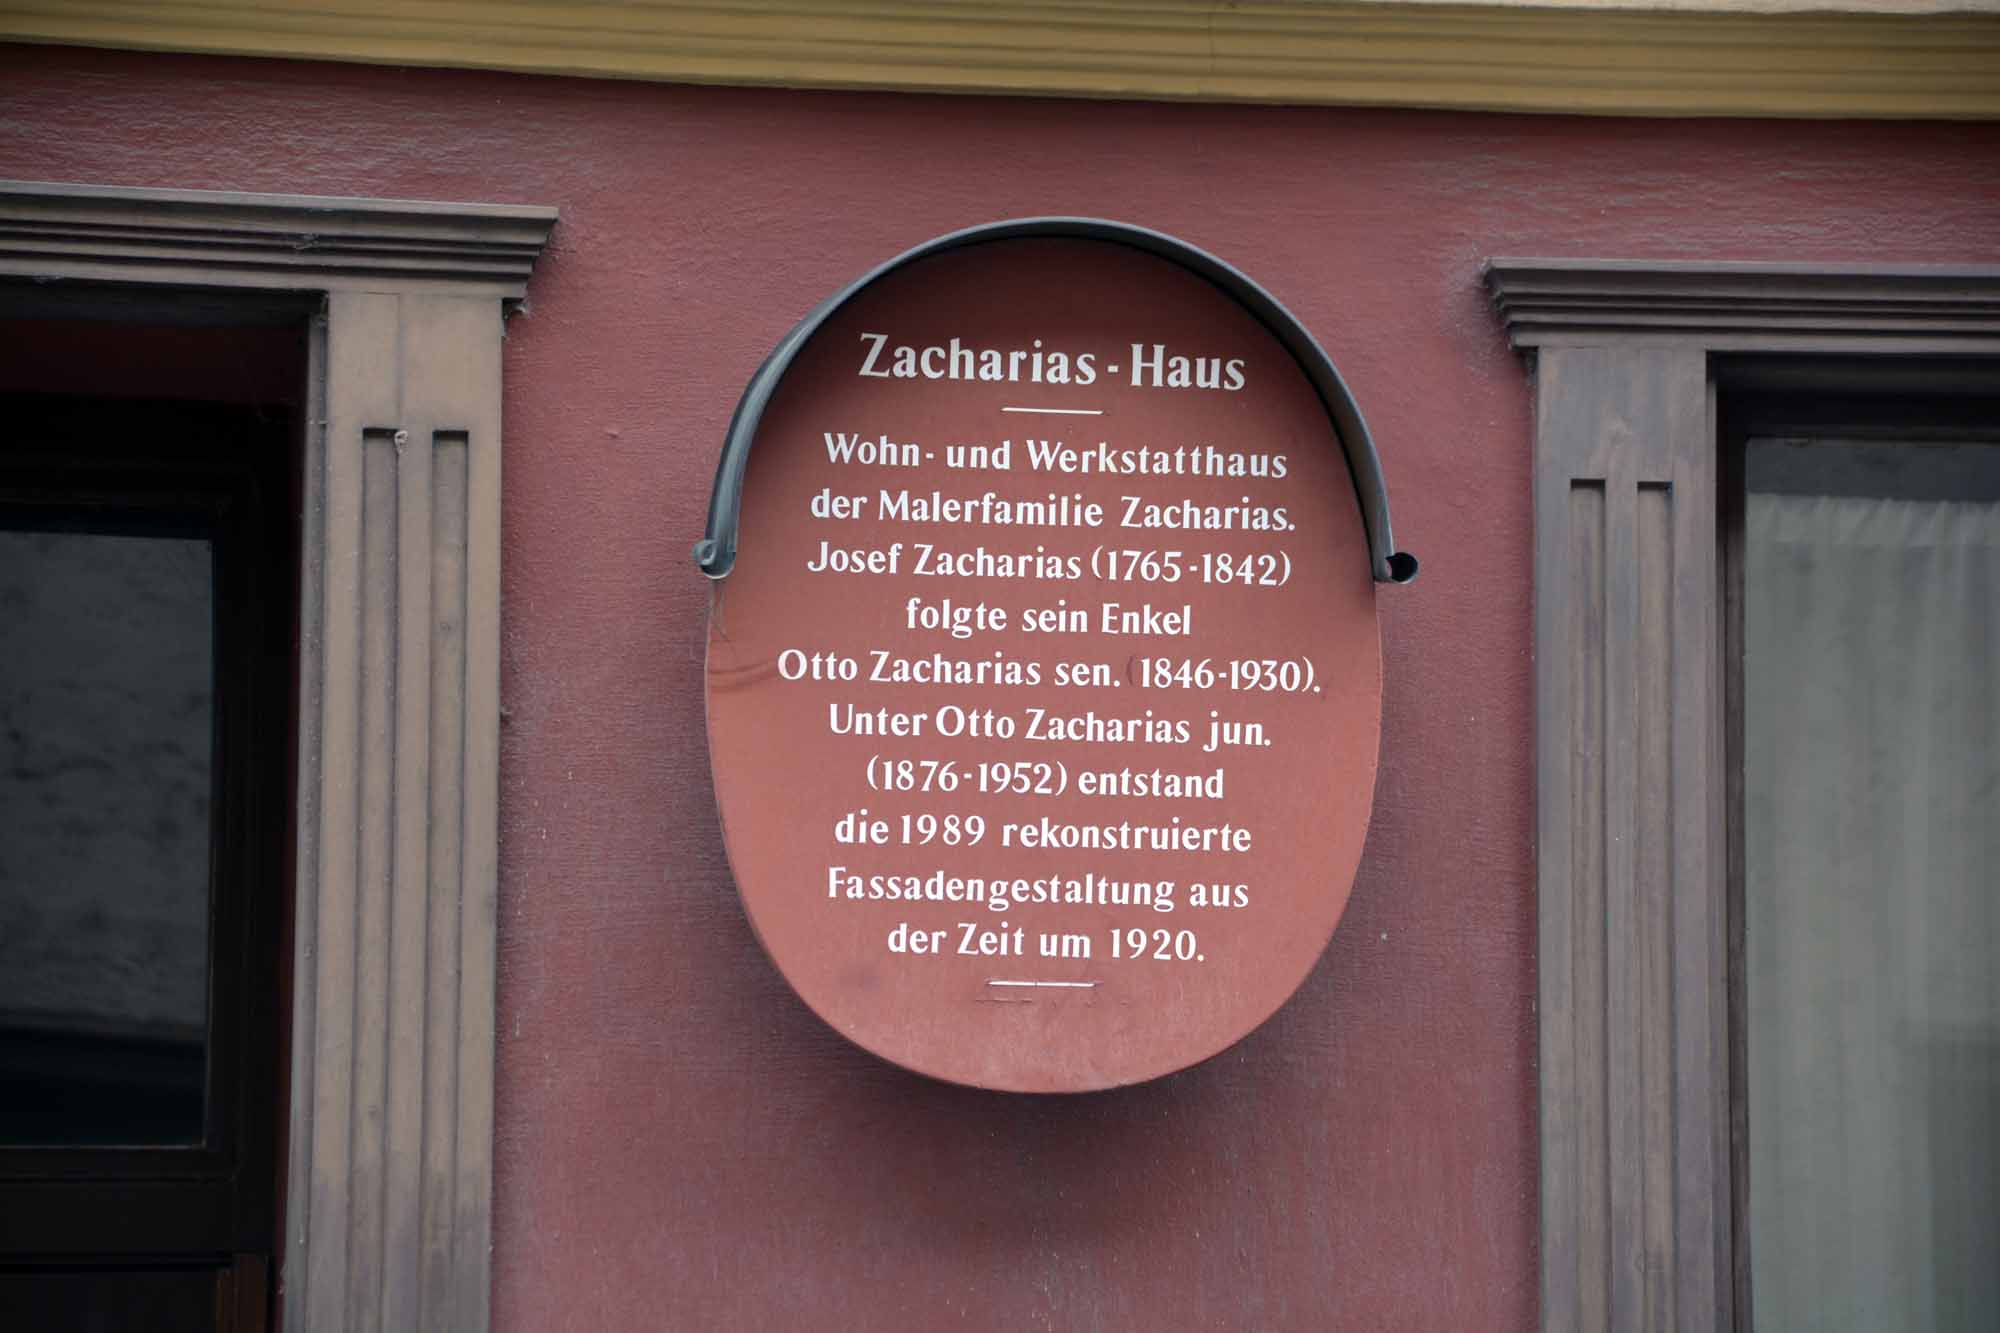 Zacharias-Haus
Wohn- und Werkstatthaus
der Malerfamilie Zacharias.
Josef Zacharias (1765-1842)
folgte sein Enkel
Otto Zacharias sen. (1846-1930).
Unter Otto Zacharias jun.
(1876-1952) entstand
die 1989 rekonstruierte
Fassadengestaltung aus
der Zeit um 1920.